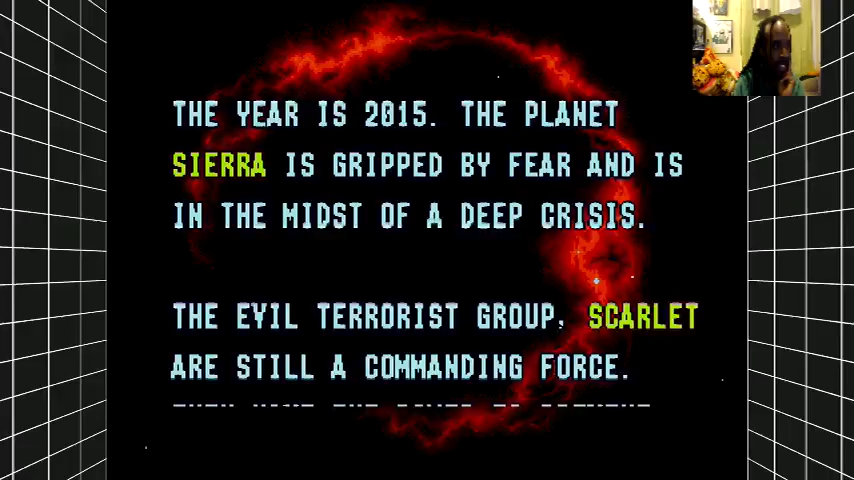 THE YEAR IS 2015. THE PLANET
SIERRA IS GRIPPED BY FEAR AND IS
IN THE MIDST OF A DEEP CRISIS.
THE EVIL TERRORIST GROUP, SCARLET
ARE STILL A COMMANDING FORCE.